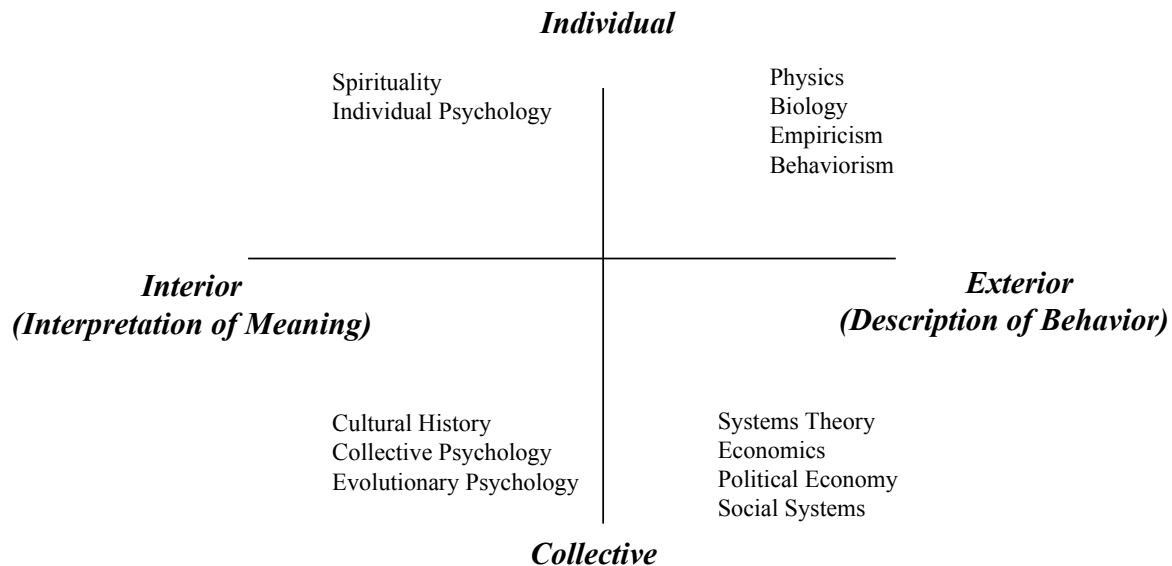 Individual
Spirituality
Individual Psychology
Physics
Biology
Empiricism
Behaviorism
Interior
(Interpretation of Meaning)
Exterior
(Description of Behavior)
Cultural History
Collective Psychology
Evolutionary Psychology
Systems Theory
Economics
Political Economy
Social Systems
Collective